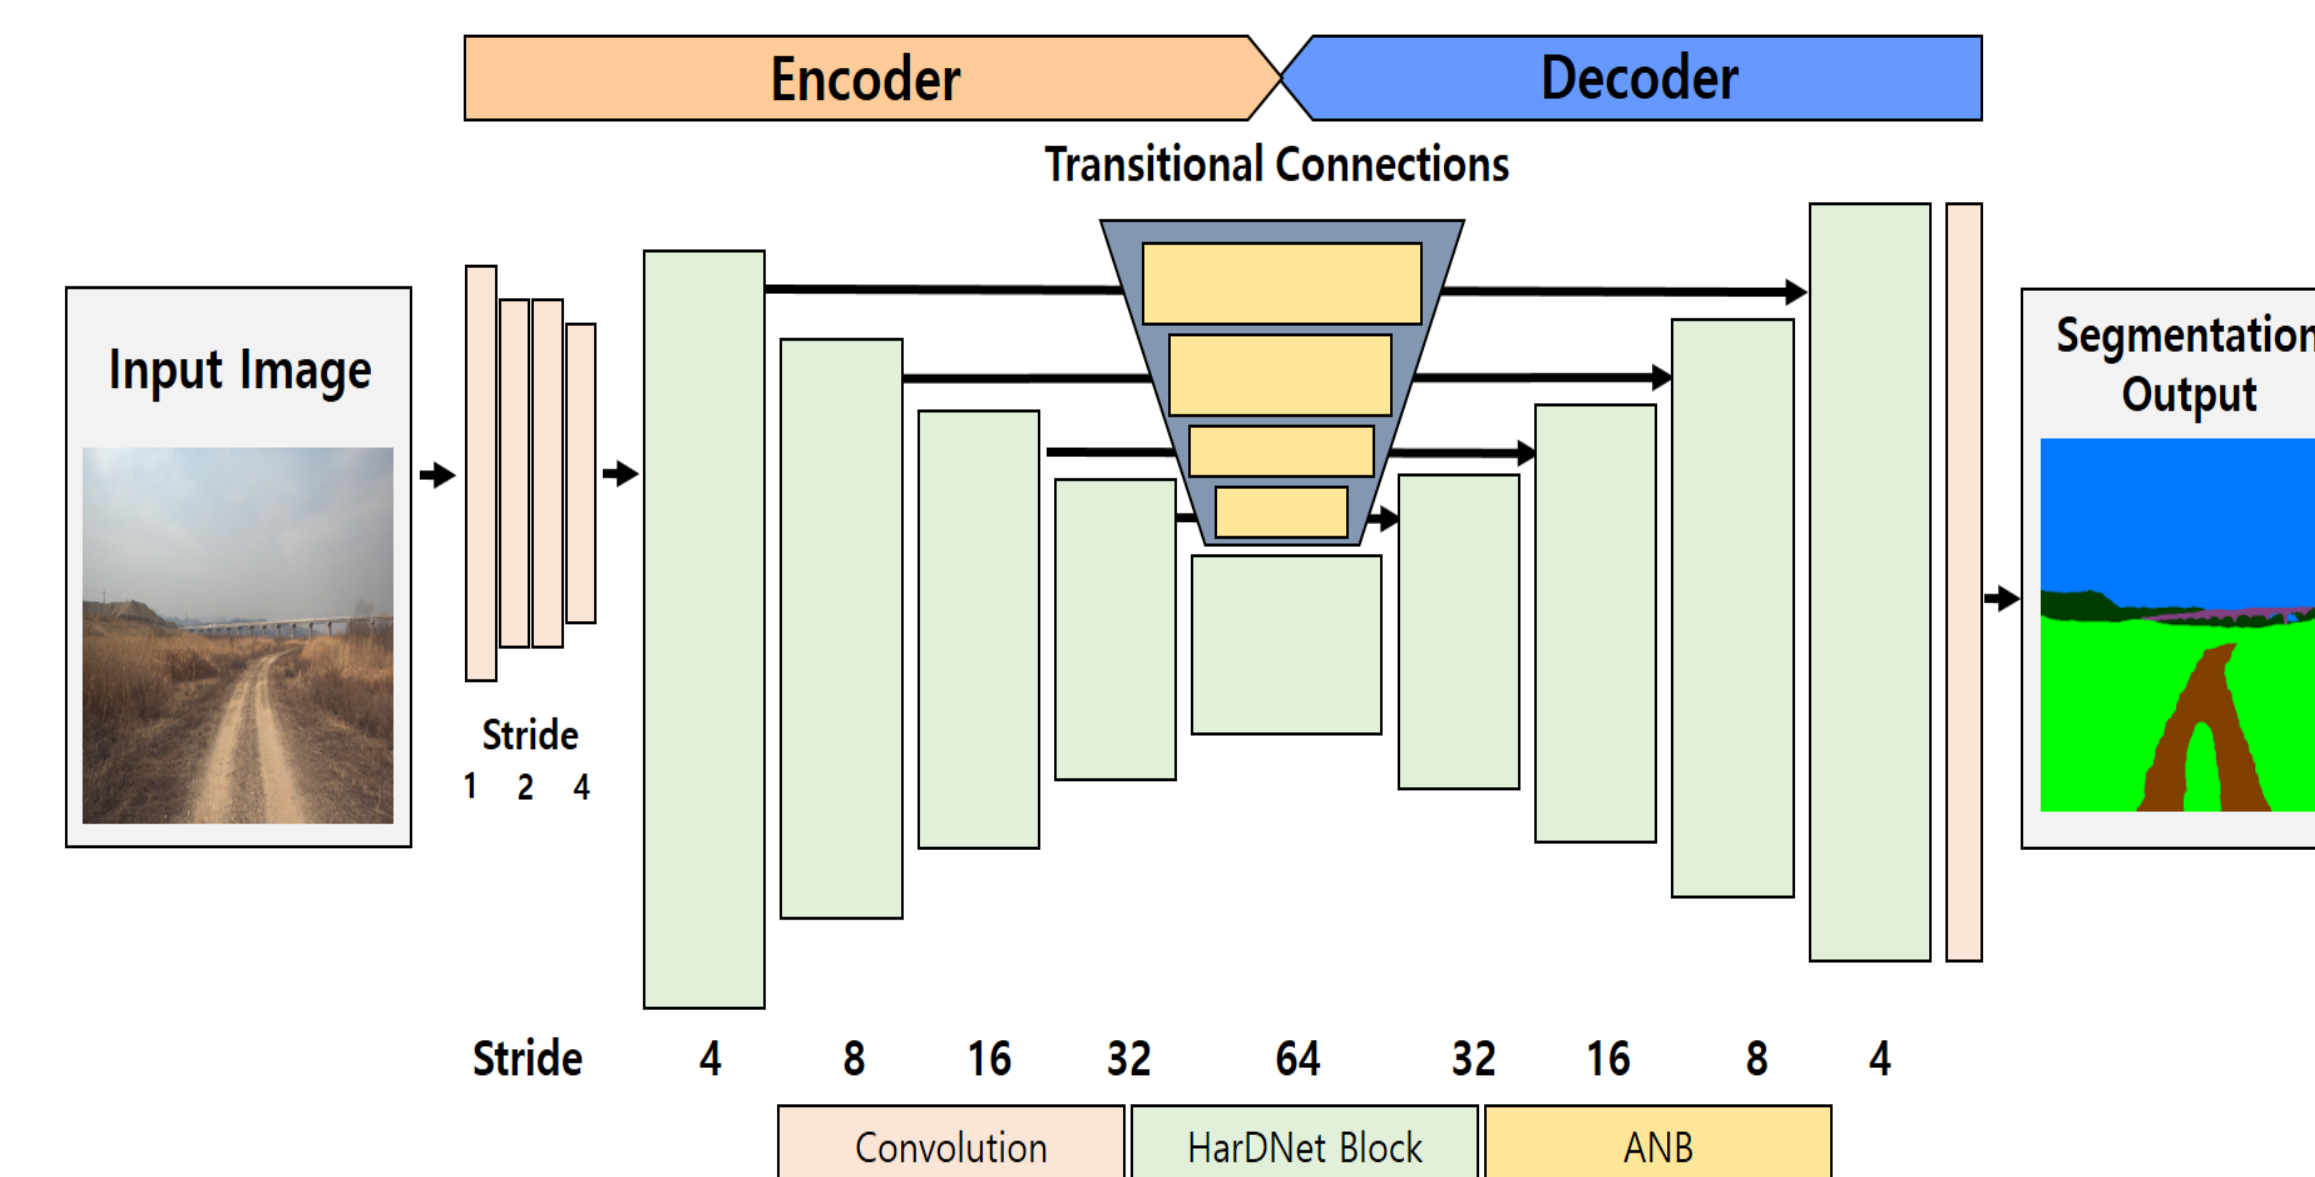 Encoder
Decoder
Transitional Connections
Input Image
Segmentation
Output
Stride
1 2 4
Stride 4 8 16 32 64 32 16 8 4
Convolution
HarDNet Block
ANB